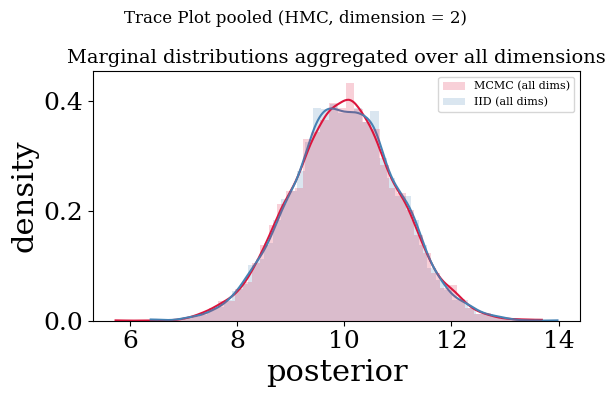 Trace Plot pooled (HMC, dimension = 2)
Marginal distributions aggregated over all dimensions
MCMC (all dims)
IID (all dims)
density
0.4
0.2
0.0
6 8 10 12 14
posterior